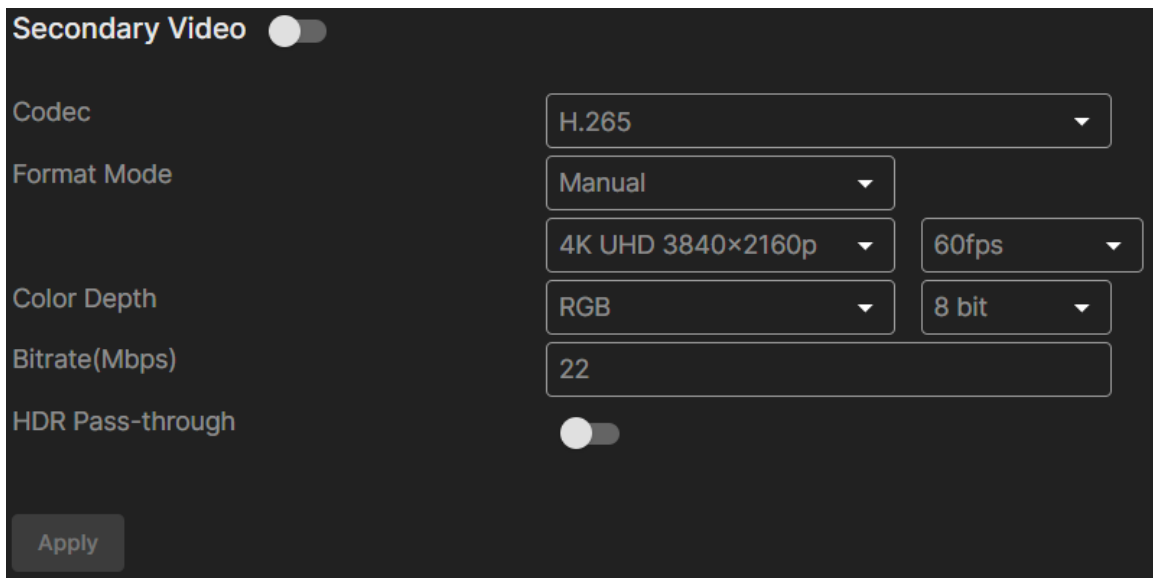 Secondary Video
Codec H.265
Format Mode Manual
4K UHD 3840×2160p 60fps
Color Depth RGB 8 bit
Bitrate(Mbps) 22
HDR Pass-through
Apply